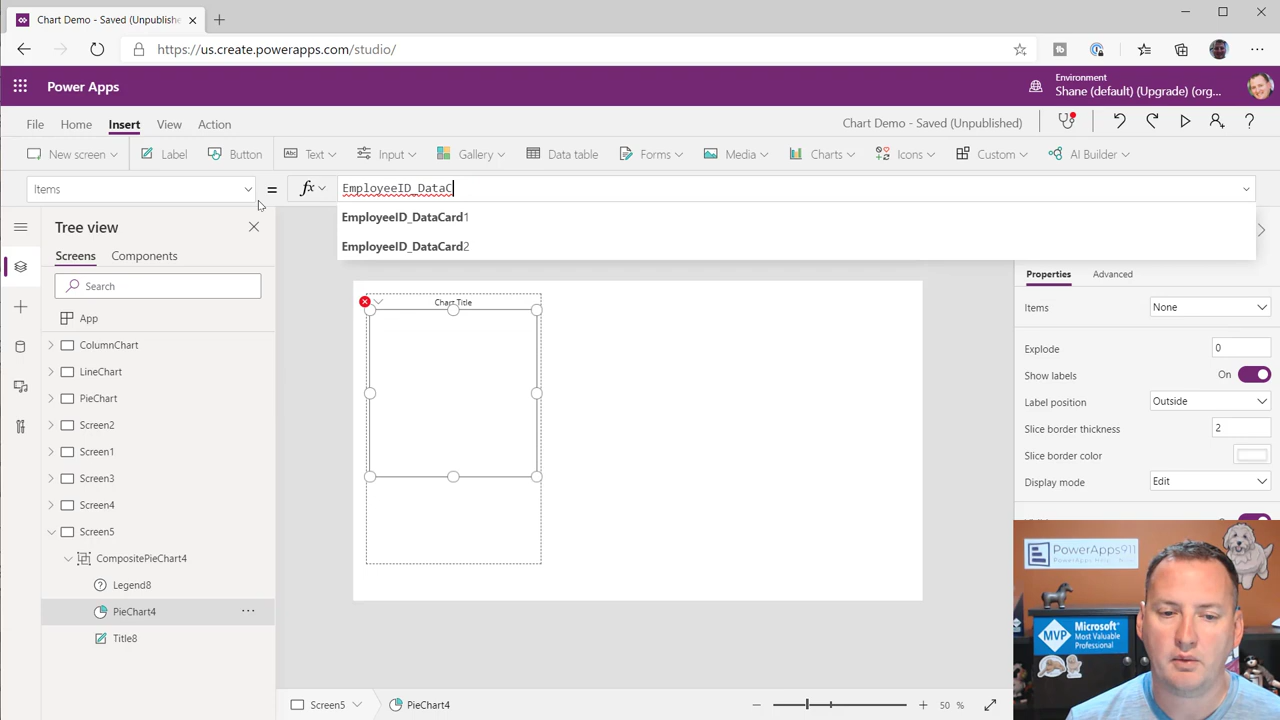 Chart Demo - Saved (Unpublishe
https://us.create.powerapps.com/studio/
Power Apps
Environment
Shane (default) (Upgrade) (org...
File
Home
Insert
View
Action
Chart Demo - Saved (Unpublished)
New screen
Label
Button
Text
Input
Gallery
Data table
Forms
Media
Charts
Icons
Custom
AI Builder
Items
=
fx
EmployeeID_DataC
EmployeeID_DataCard1
EmployeeID_DataCard2
Tree view
Screens
Components
Search
App
ColumnChart
LineChart
PieChart
Screen2
Screen1
Screen3
Screen4
Screen5
CompositePieChart4
Legend8
PieChart4
Title8
Chart Title
Properties
Advanced
Items
None
Explode
0
Show labels
On
Label position
Outside
Slice border thickness
2
Slice border color
Display mode
Edit
PowerApps911
MVP
Microsoft
Most Valuable
Professional
Screen5
PieChart4
50 %